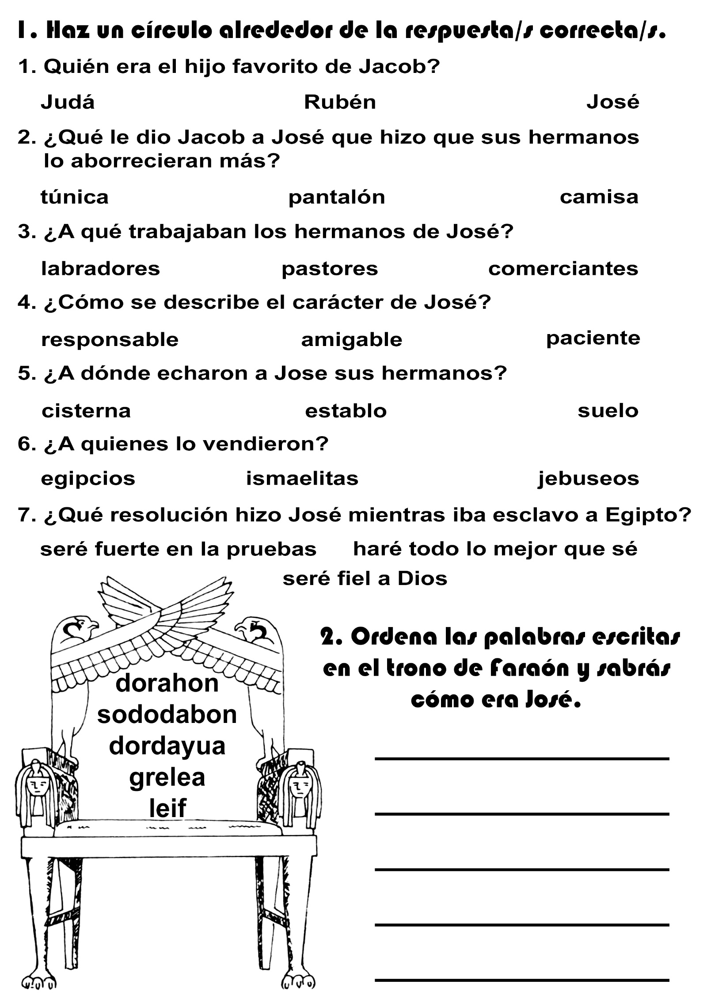 1. Haz un círculo alrededor de la respuesta/s correcta/s.
1. Quién era el hijo favorito de Jacob?
Judá Rubén José
2. ¿Qué le dio Jacob a José que hizo que sus hermanos
lo aborrecieran más?
túnica pantalón camisa
3. ¿A qué trabajaban los hermanos de José?
labradores pastores comerciantes
4. ¿Cómo se describe el carácter de José?
responsable amigable paciente
5. ¿A dónde echaron a Jose sus hermanos?
cisterna establo suelo
6. ¿A quienes lo vendieron?
egipcios ismaelitas jebuseos
7. ¿Qué resolución hizo José mientras iba esclavo a Egipto?
seré fuerte en la pruebas haré todo lo mejor que sé
seré fiel a Dios
2. Ordena las palabras escritas
en el trono de Faraón y sabrás
cómo era José.
dorahon
sododabon
dordayua
grelea
leif